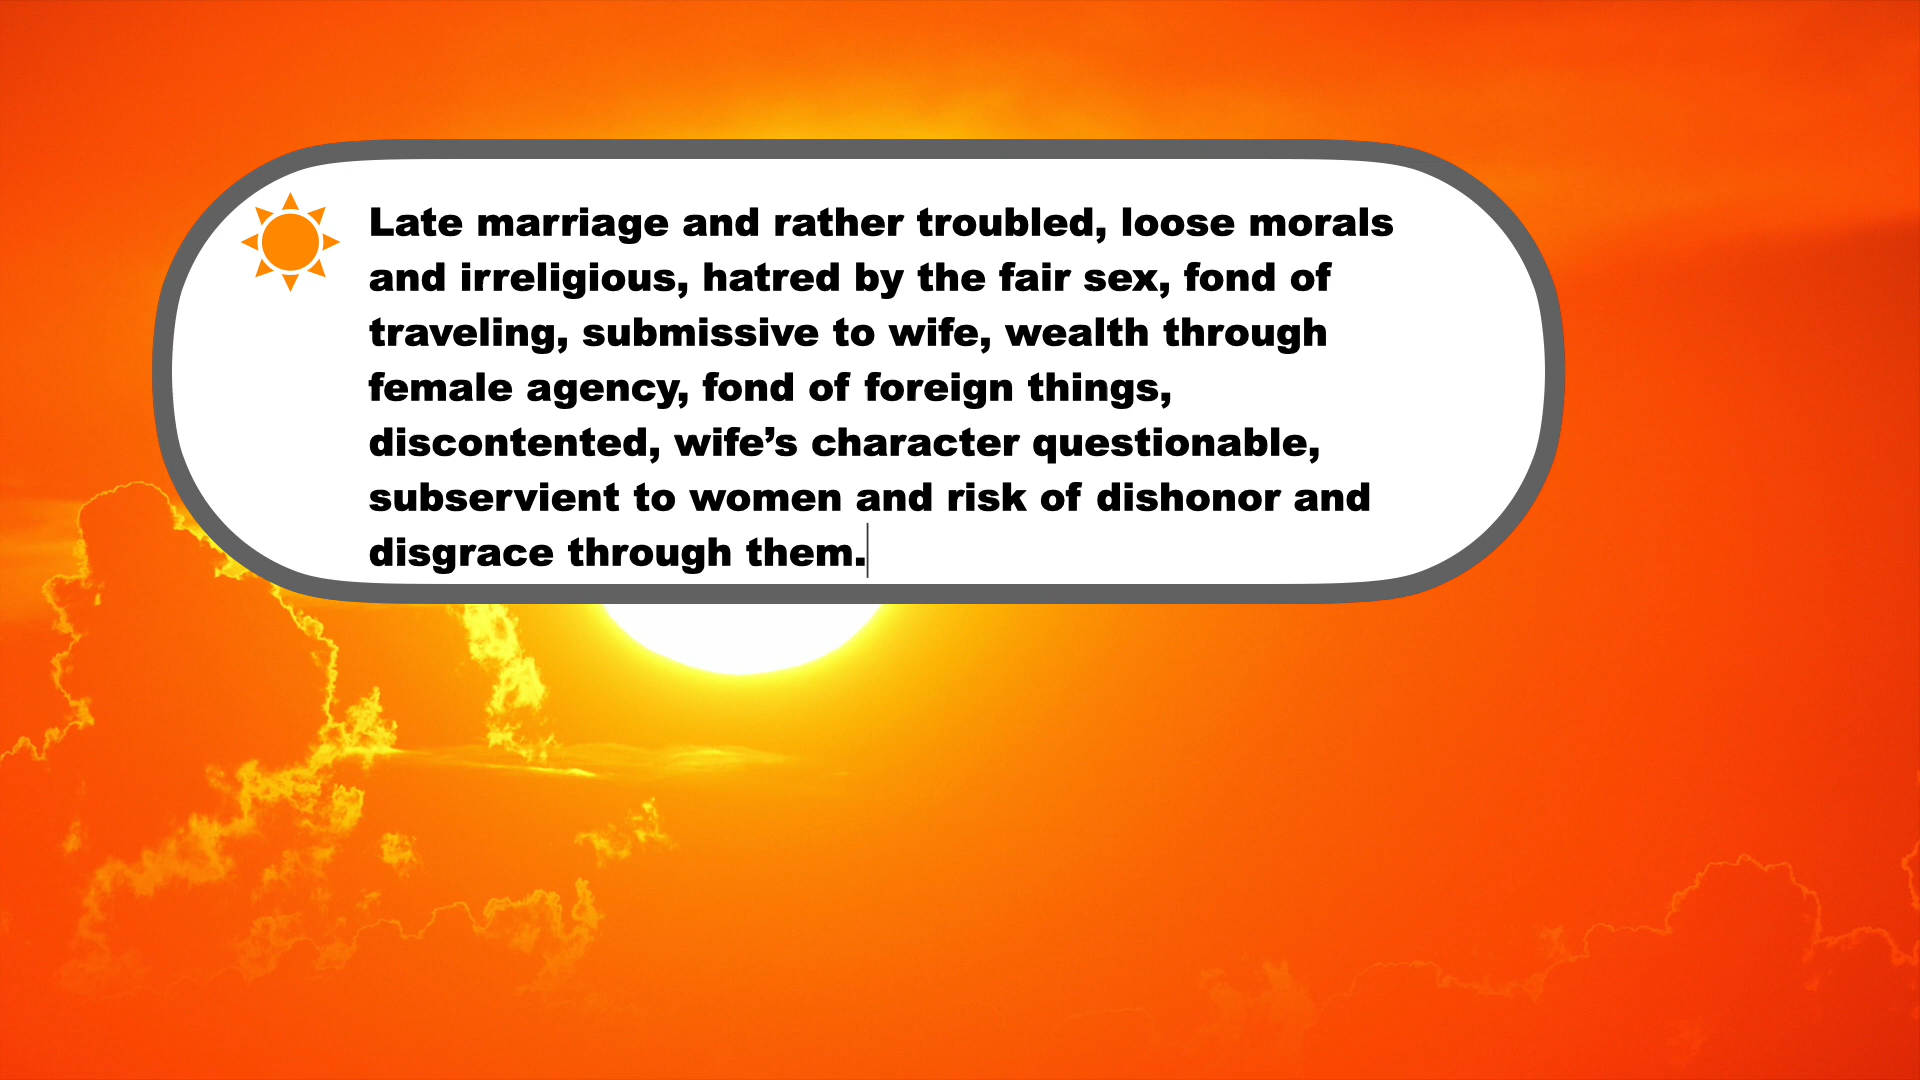 Late marriage and rather troubled, loose morals
and irreligious, hatred by the fair sex, fond of
traveling, submissive to wife, wealth through
female agency, fond of foreign things,
discontented, wife’s character questionable,
subservient to women and risk of dishonor and
disgrace through them.